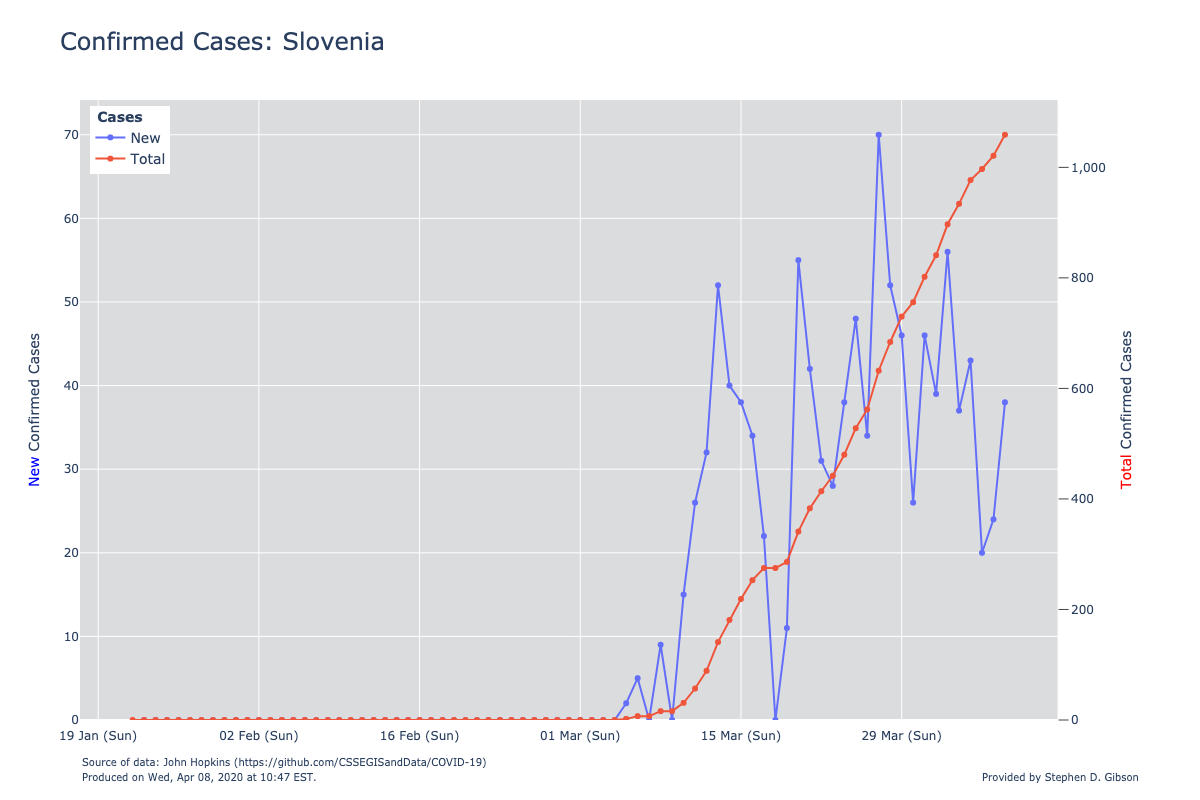 Confirmed Cases: Slovenia
Cases
New
Total
70
60
50
40
30
20
10
0
New Confirmed Cases
1,000
800
600
400
200
0
Total Confirmed Cases
19 Jan (Sun)
02 Feb (Sun)
16 Feb (Sun)
01 Mar (Sun)
15 Mar (Sun)
29 Mar (Sun)
Source of data: John Hopkins (https://github.com/CSSEGISandData/COVID-19)
Produced on Wed, Apr 08, 2020 at 10:47 EST.
Provided by Stephen D. Gibson